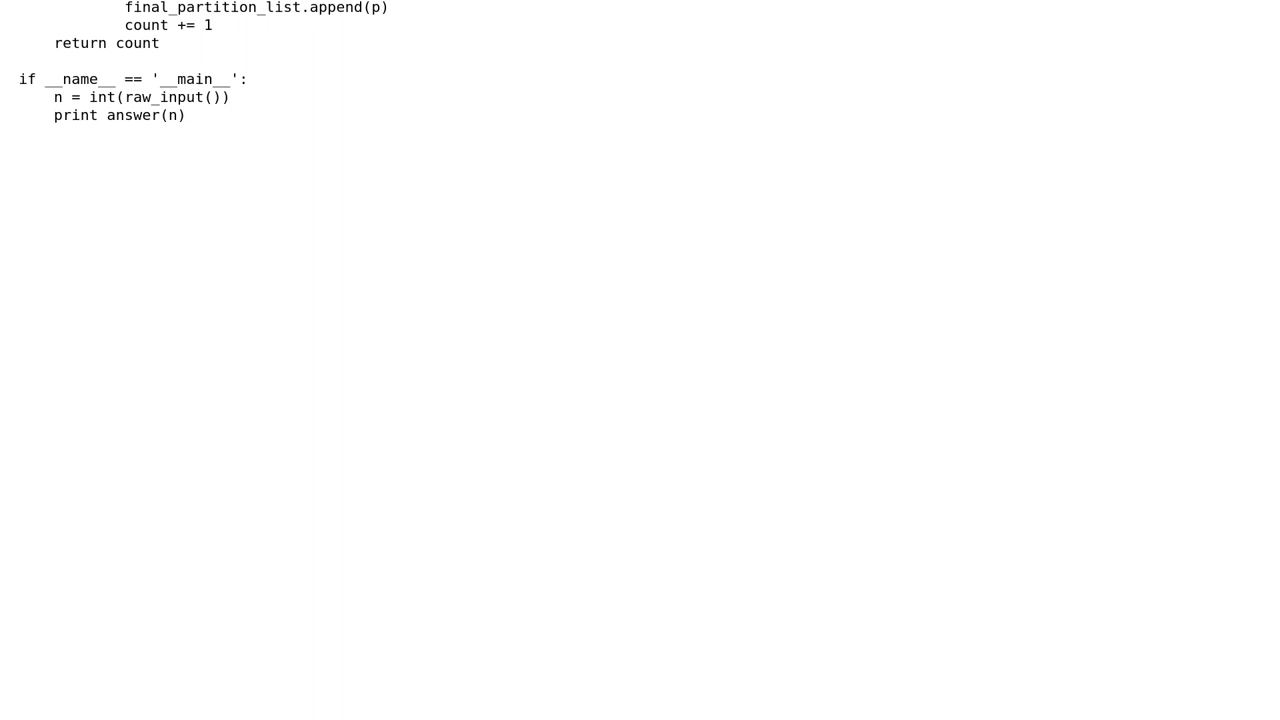 final_partition_list.append(p)
            count += 1
    return count

if __name__ == '__main__':
    n = int(raw_input())
    print answer(n)